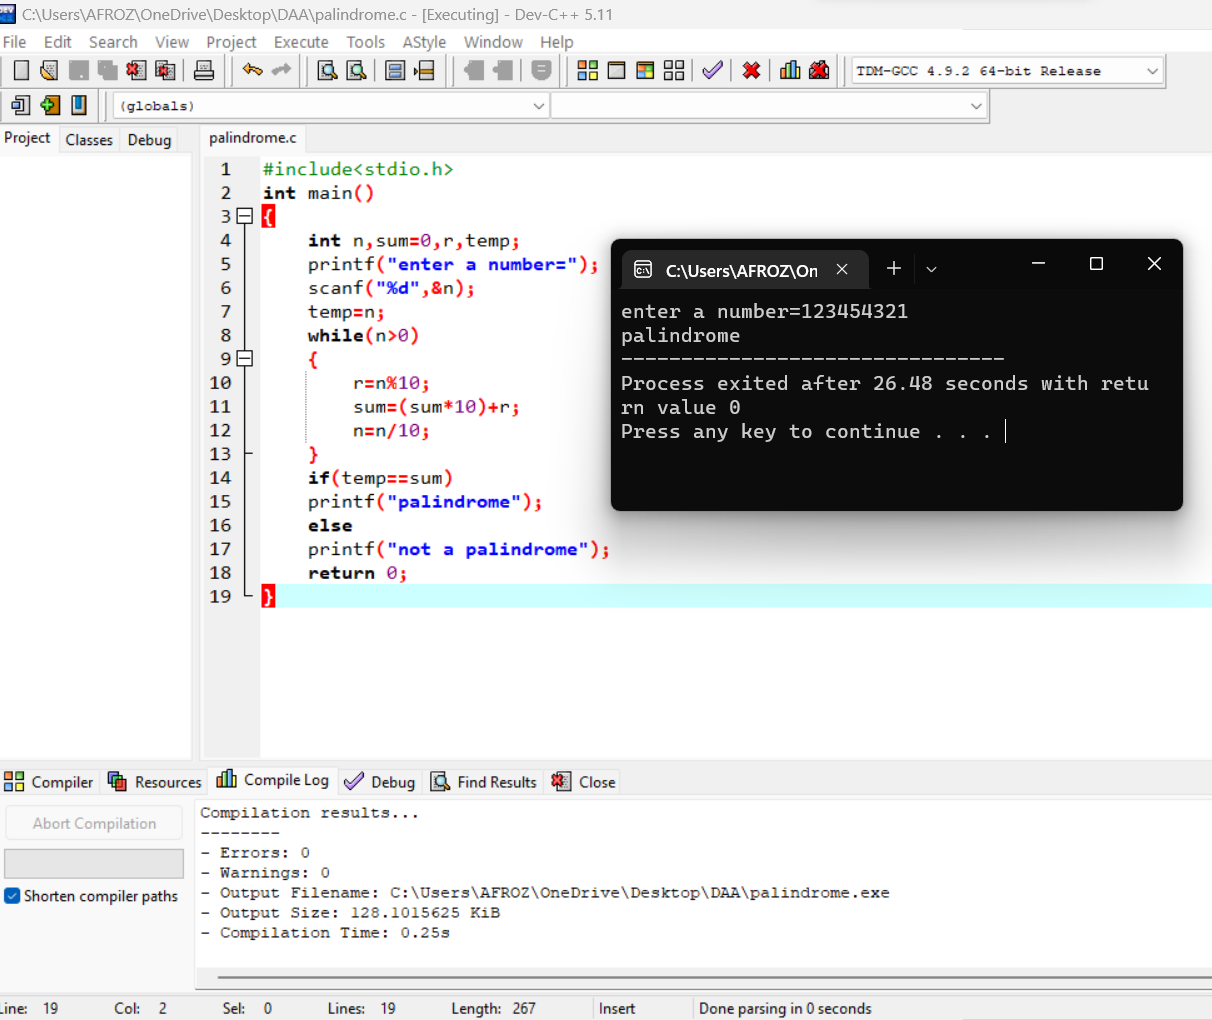 C:\Users\AFROZ\OneDrive\Desktop\DAA\palindrome.c - [Executing] - Dev-C++ 5.11
File Edit Search View Project Execute Tools AStyle Window Help
TDM-GCC 4.9.2 64-bit Release
(globals)
Project Classes Debug palindrome.c
1 #include<stdio.h>
2 int main()
3 {
4 int n,sum=0,r,temp;
5 printf("enter a number=");
6 scanf("%d",&n);
7 temp=n;
8 while(n>0)
9 {
10 r=n%10;
11 sum=(sum*10)+r;
12 n=n/10;
13 }
14 if(temp==sum)
15 printf("palindrome");
16 else
17 printf("not a palindrome");
18 return 0;
19 }
C:\Users\AFROZ\On
enter a number=123454321
palindrome
--------------------------------
Process exited after 26.48 seconds with retu
rn value 0
Press any key to continue . . .
Compiler Resources Compile Log Debug Find Results Close
Abort Compilation
Shorten compiler paths
Compilation results...
--------
- Errors: 0
- Warnings: 0
- Output Filename: C:\Users\AFROZ\OneDrive\Desktop\DAA\palindrome.exe
- Output Size: 128.1015625 KiB
- Compilation Time: 0.25s
Line: 19 Col: 2 Sel: 0 Lines: 19 Length: 267 Insert Done parsing in 0 seconds